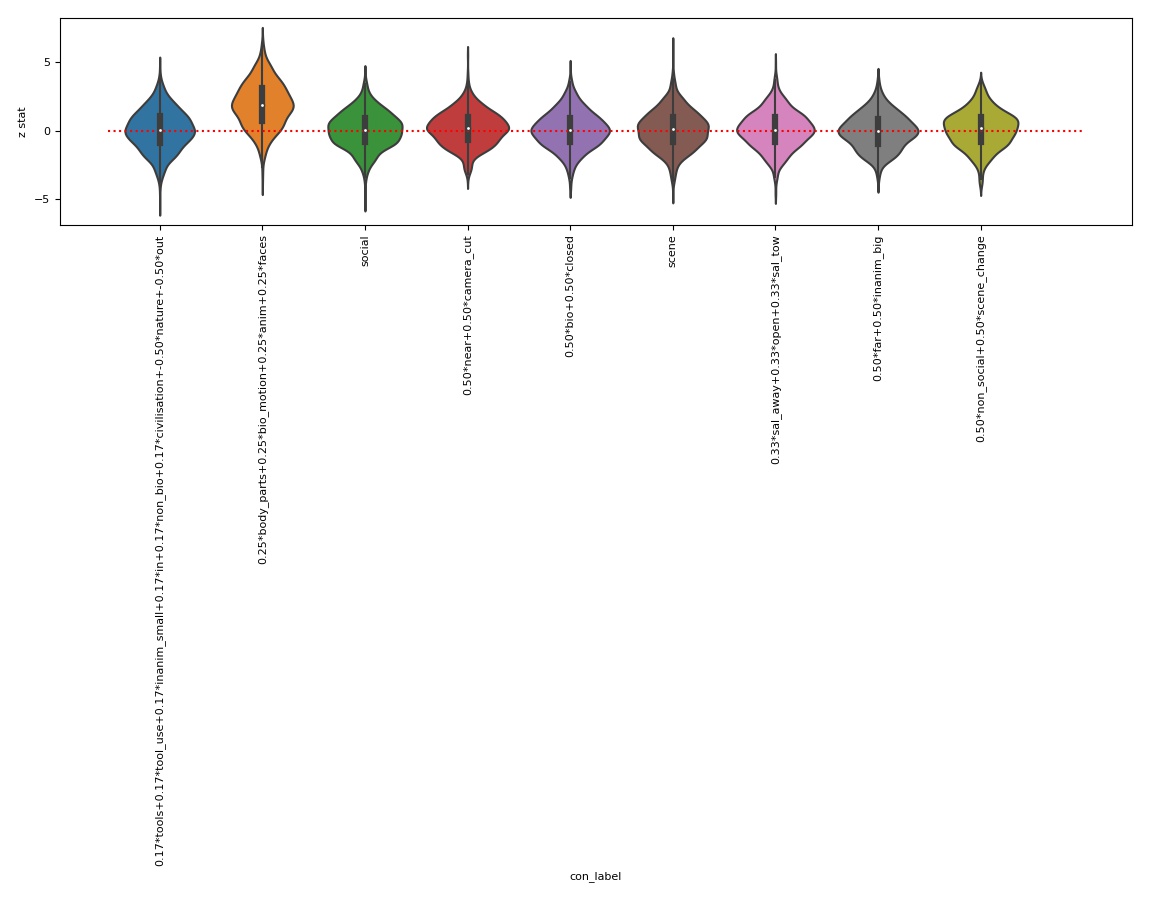 5
0
−5
z stat
0.17*tools+0.17*tool_use+0.17*inanim_small+0.17*in+0.17*non_bio+0.17*civilisation+-0.50*nature+-0.50*out
0.25*body_parts+0.25*bio_motion+0.25*anim+0.25*faces
social
0.50*near+0.50*camera_cut
0.50*bio+0.50*closed
scene
0.33*sal_away+0.33*open+0.33*sal_tow
0.50*far+0.50*inanim_big
0.50*non_social+0.50*scene_change
con_label